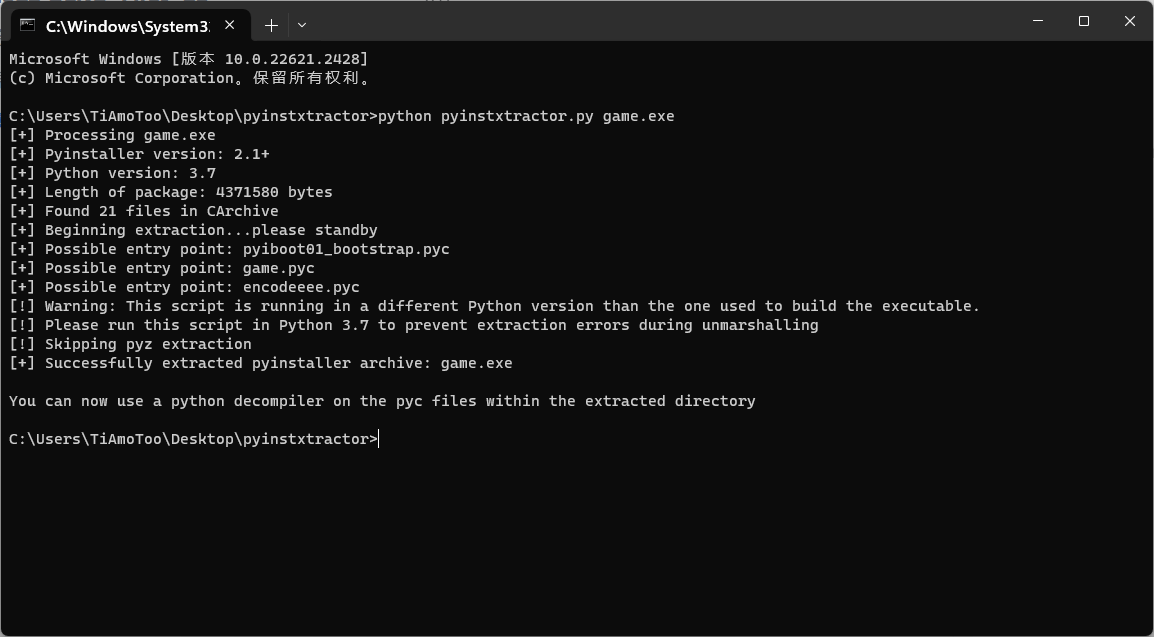 C:\Windows\System3
Microsoft Windows [版本 10.0.22621.2428]
(c) Microsoft Corporation。保留所有权利。
C:\Users\TiAmoToo\Desktop\pyinstxtractor>python pyinstxtractor.py game.exe
[+] Processing game.exe
[+] Pyinstaller version: 2.1+
[+] Python version: 3.7
[+] Length of package: 4371580 bytes
[+] Found 21 files in CArchive
[+] Beginning extraction...please standby
[+] Possible entry point: pyiboot01_bootstrap.pyc
[+] Possible entry point: game.pyc
[+] Possible entry point: encodeeee.pyc
[!] Warning: This script is running in a different Python version than the one used to build the executable.
[!] Please run this script in Python 3.7 to prevent extraction errors during unmarshalling
[!] Skipping pyz extraction
[+] Successfully extracted pyinstaller archive: game.exe
You can now use a python decompiler on the pyc files within the extracted directory
C:\Users\TiAmoToo\Desktop\pyinstxtractor>